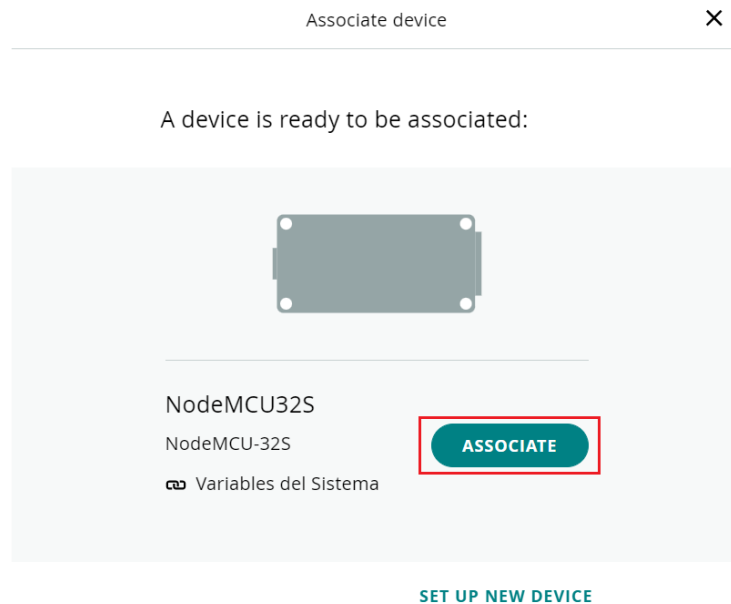 Associate device
A device is ready to be associated:
NodeMCU32S
NodeMCU-32S
ASSOCIATE
Variables del Sistema
SET UP NEW DEVICE